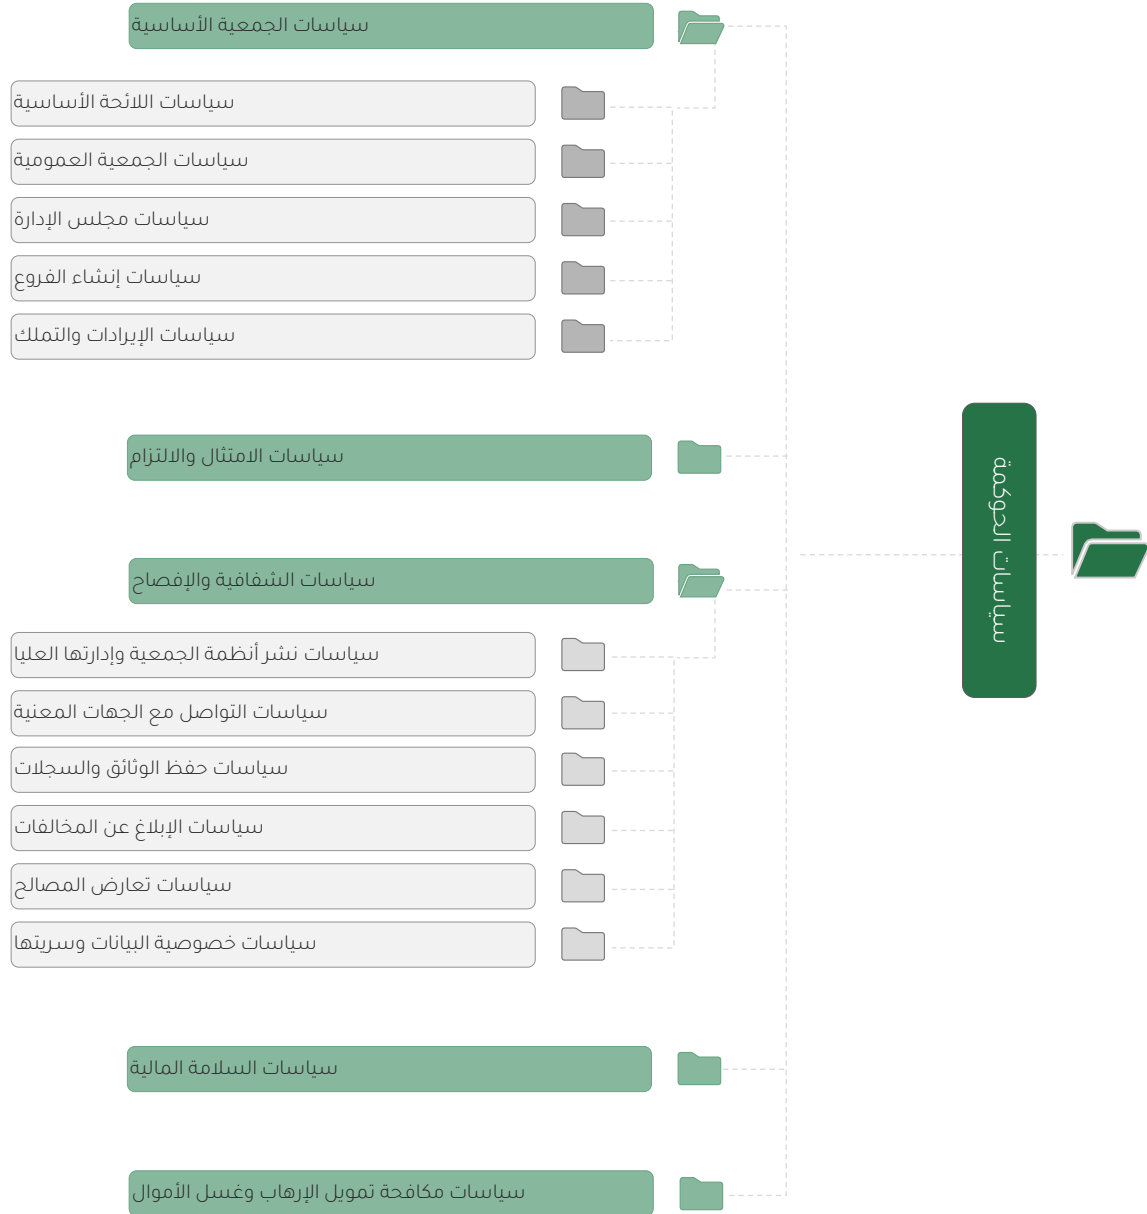 سياسات الحوكمة
سياسات الجمعية الأساسية
سياسات اللائحة الأساسية
سياسات الجمعية العمومية
سياسات مجلس الإدارة
سياسات إنشاء الفروع
سياسات الإيرادات والتملك
سياسات الامتثال والالتزام
سياسات الشفافية والإفصاح
سياسات نشر أنظمة الجمعية وإدارتها العليا
سياسات التواصل مع الجهات المعنية
سياسات حفظ الوثائق والسجلات
سياسات الإبلاغ عن المخالفات
سياسات تعارض المصالح
سياسات خصوصية البيانات وسريتها
سياسات السلامة المالية
سياسات مكافحة تمويل الإرهاب وغسل الأموال